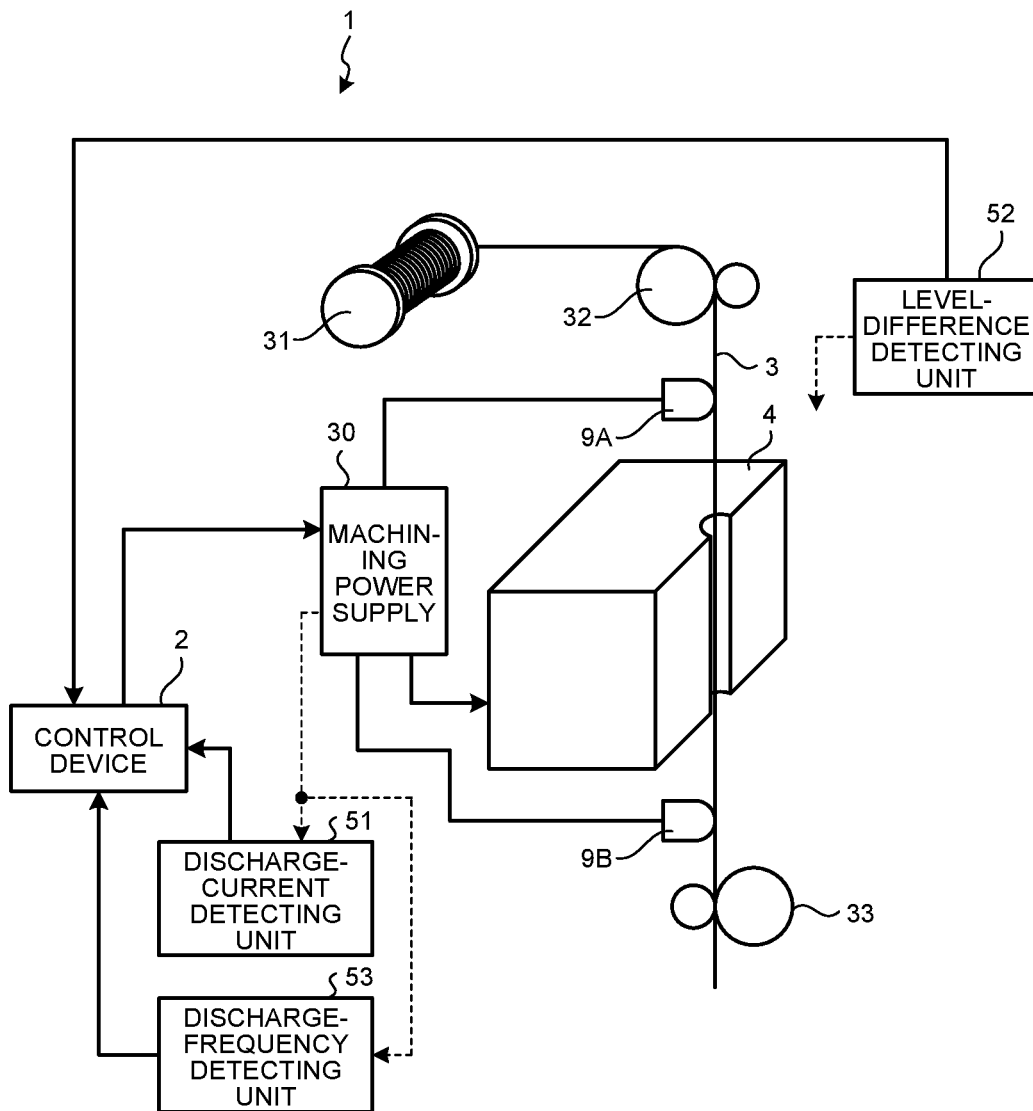 1
52
LEVEL-
DIFFERENCE
DETECTING
UNIT
31
32
3
9A
4
30
MACHIN-
ING
POWER
SUPPLY
2
CONTROL
DEVICE
51
DISCHARGE-
CURRENT
DETECTING
UNIT
9B
33
53
DISCHARGE-
FREQUENCY
DETECTING
UNIT